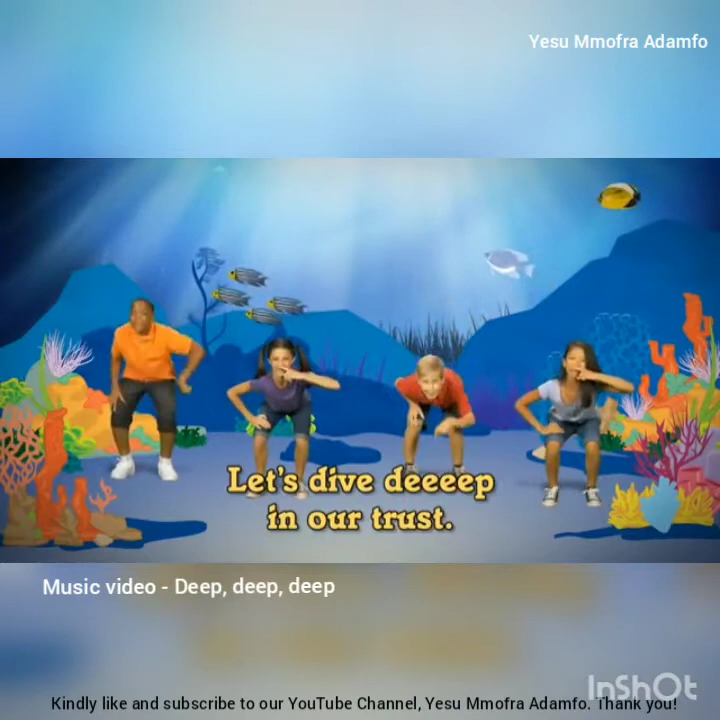 Yesu Mmofra Adamfo
Let's dive deeeep
in our trust.
Music video - Deep, deep, deep
InShOt
Kindly like and subscribe to our YouTube Channel, Yesu Mmofra Adamfo. Thank you!